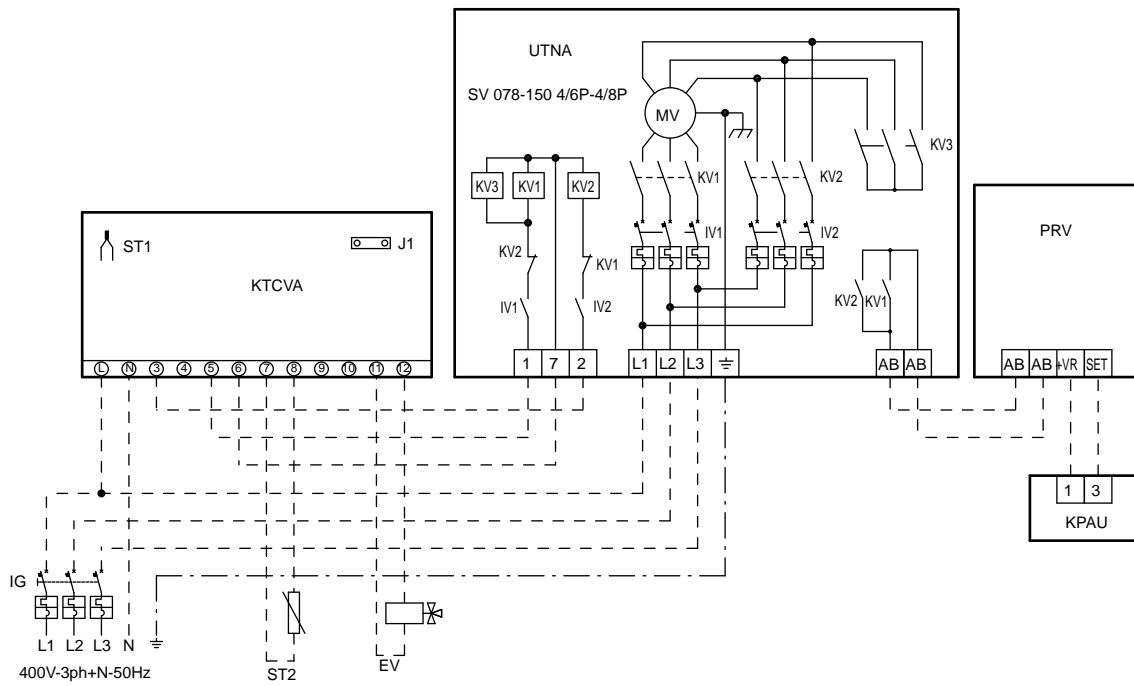 UTNA
SV 078-150 4/6P-4/8P
MV
KV3
KV3 KV1 KV2
KV1
KV2
ST1
J1
KTCVA
PRV
IV1
IV2
KV2
KV1
IV1
IV2
KV2
KV1
L N 3 4 5 6 7 8 9 10 11 12
1 7 2
L1 L2 L3
AB AB
AB AB +VR SET
1 3
KPAU
IG
L1 L2 L3 N
400V-3ph+N-50Hz
ST2
EV